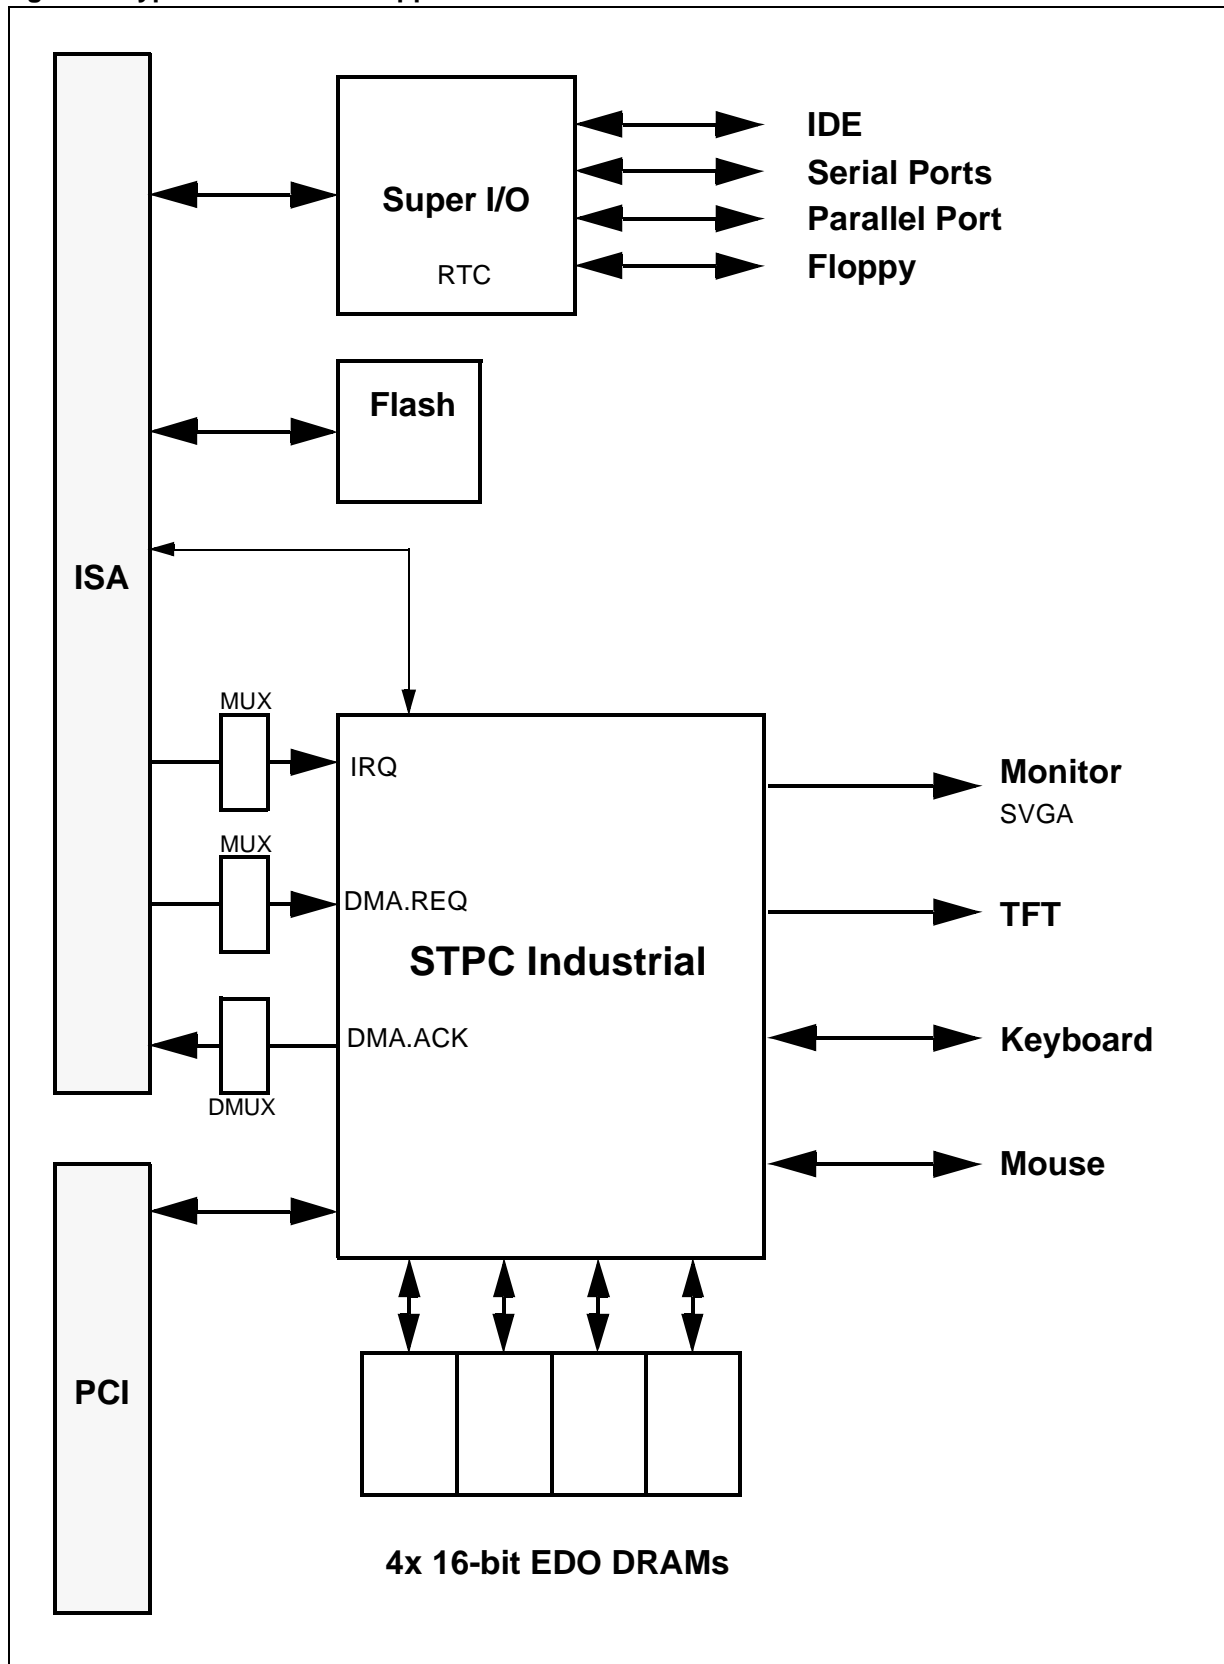 IDE
Serial Ports
Super I/O
Parallel Port
RTC
Floppy
Flash
ISA
MUX
IRQ
Monitor
SVGA
MUX
DMA.REQ
TFT
STPC Industrial
DMA.ACK
Keyboard
DMUX
Mouse
PCI
4x 16-bit EDO DRAMs